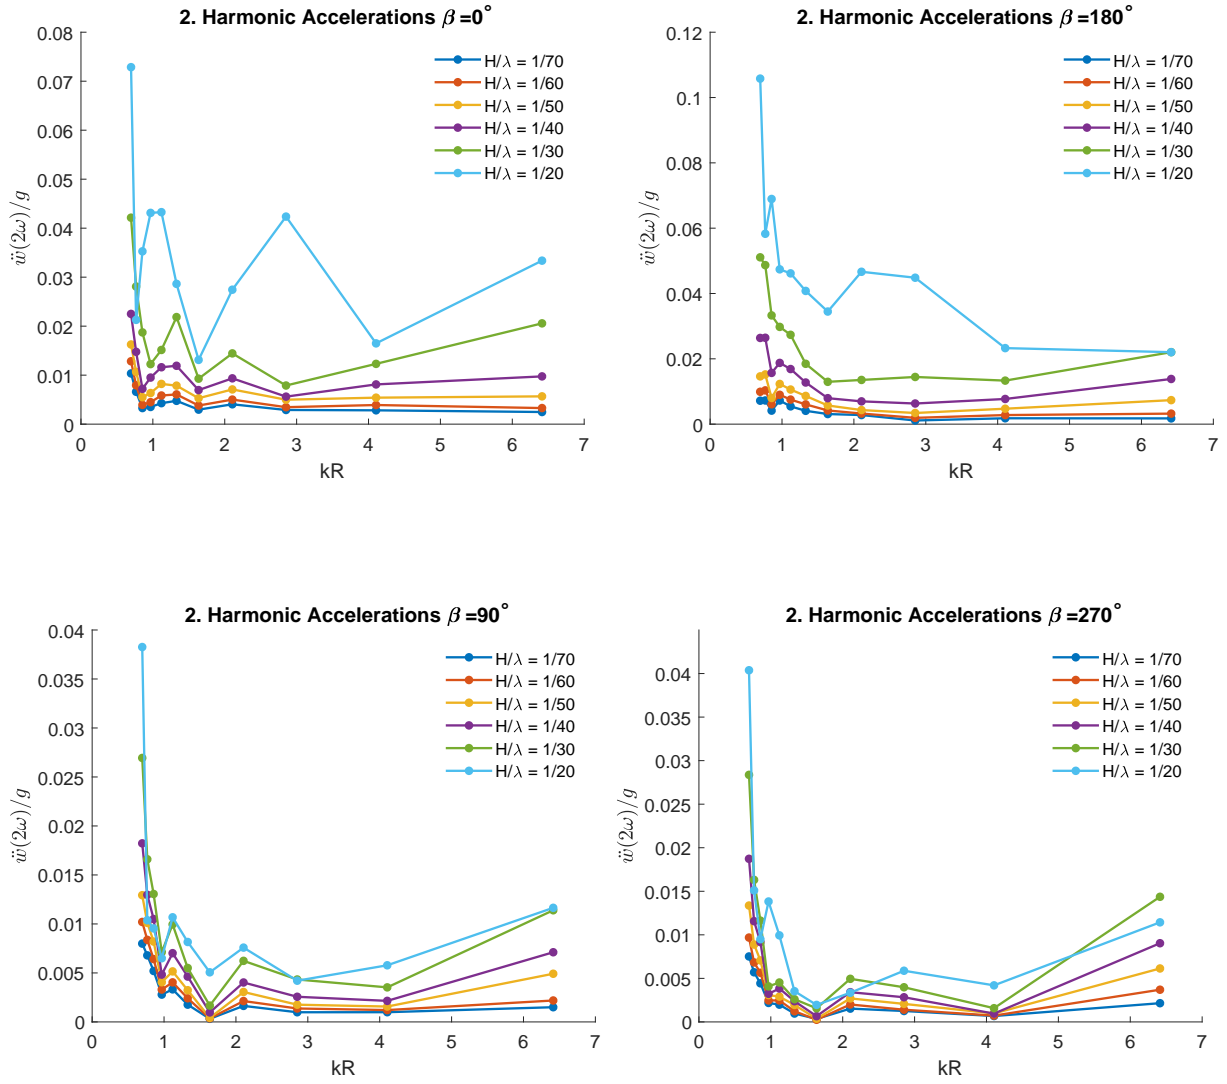 2. Harmonic Accelerations β =0°
0.08
0.07
0.06
0.05
0.04
0.03
0.02
0.01
0
ẅ(2ω)/g
H/λ = 1/70
H/λ = 1/60
H/λ = 1/50
H/λ = 1/40
H/λ = 1/30
H/λ = 1/20
0 1 2 3 4 5 6 7
kR
2. Harmonic Accelerations β =180°
0.12
0.1
0.08
0.06
0.04
0.02
0
ẅ(2ω)/g
H/λ = 1/70
H/λ = 1/60
H/λ = 1/50
H/λ = 1/40
H/λ = 1/30
H/λ = 1/20
0 1 2 3 4 5 6 7
kR
2. Harmonic Accelerations β =90°
0.04
0.035
0.03
0.025
0.02
0.015
0.01
0.005
0
ẅ(2ω)/g
H/λ = 1/70
H/λ = 1/60
H/λ = 1/50
H/λ = 1/40
H/λ = 1/30
H/λ = 1/20
0 1 2 3 4 5 6 7
kR
2. Harmonic Accelerations β =270°
0.04
0.035
0.03
0.025
0.02
0.015
0.01
0.005
0
ẅ(2ω)/g
H/λ = 1/70
H/λ = 1/60
H/λ = 1/50
H/λ = 1/40
H/λ = 1/30
H/λ = 1/20
0 1 2 3 4 5 6 7
kR